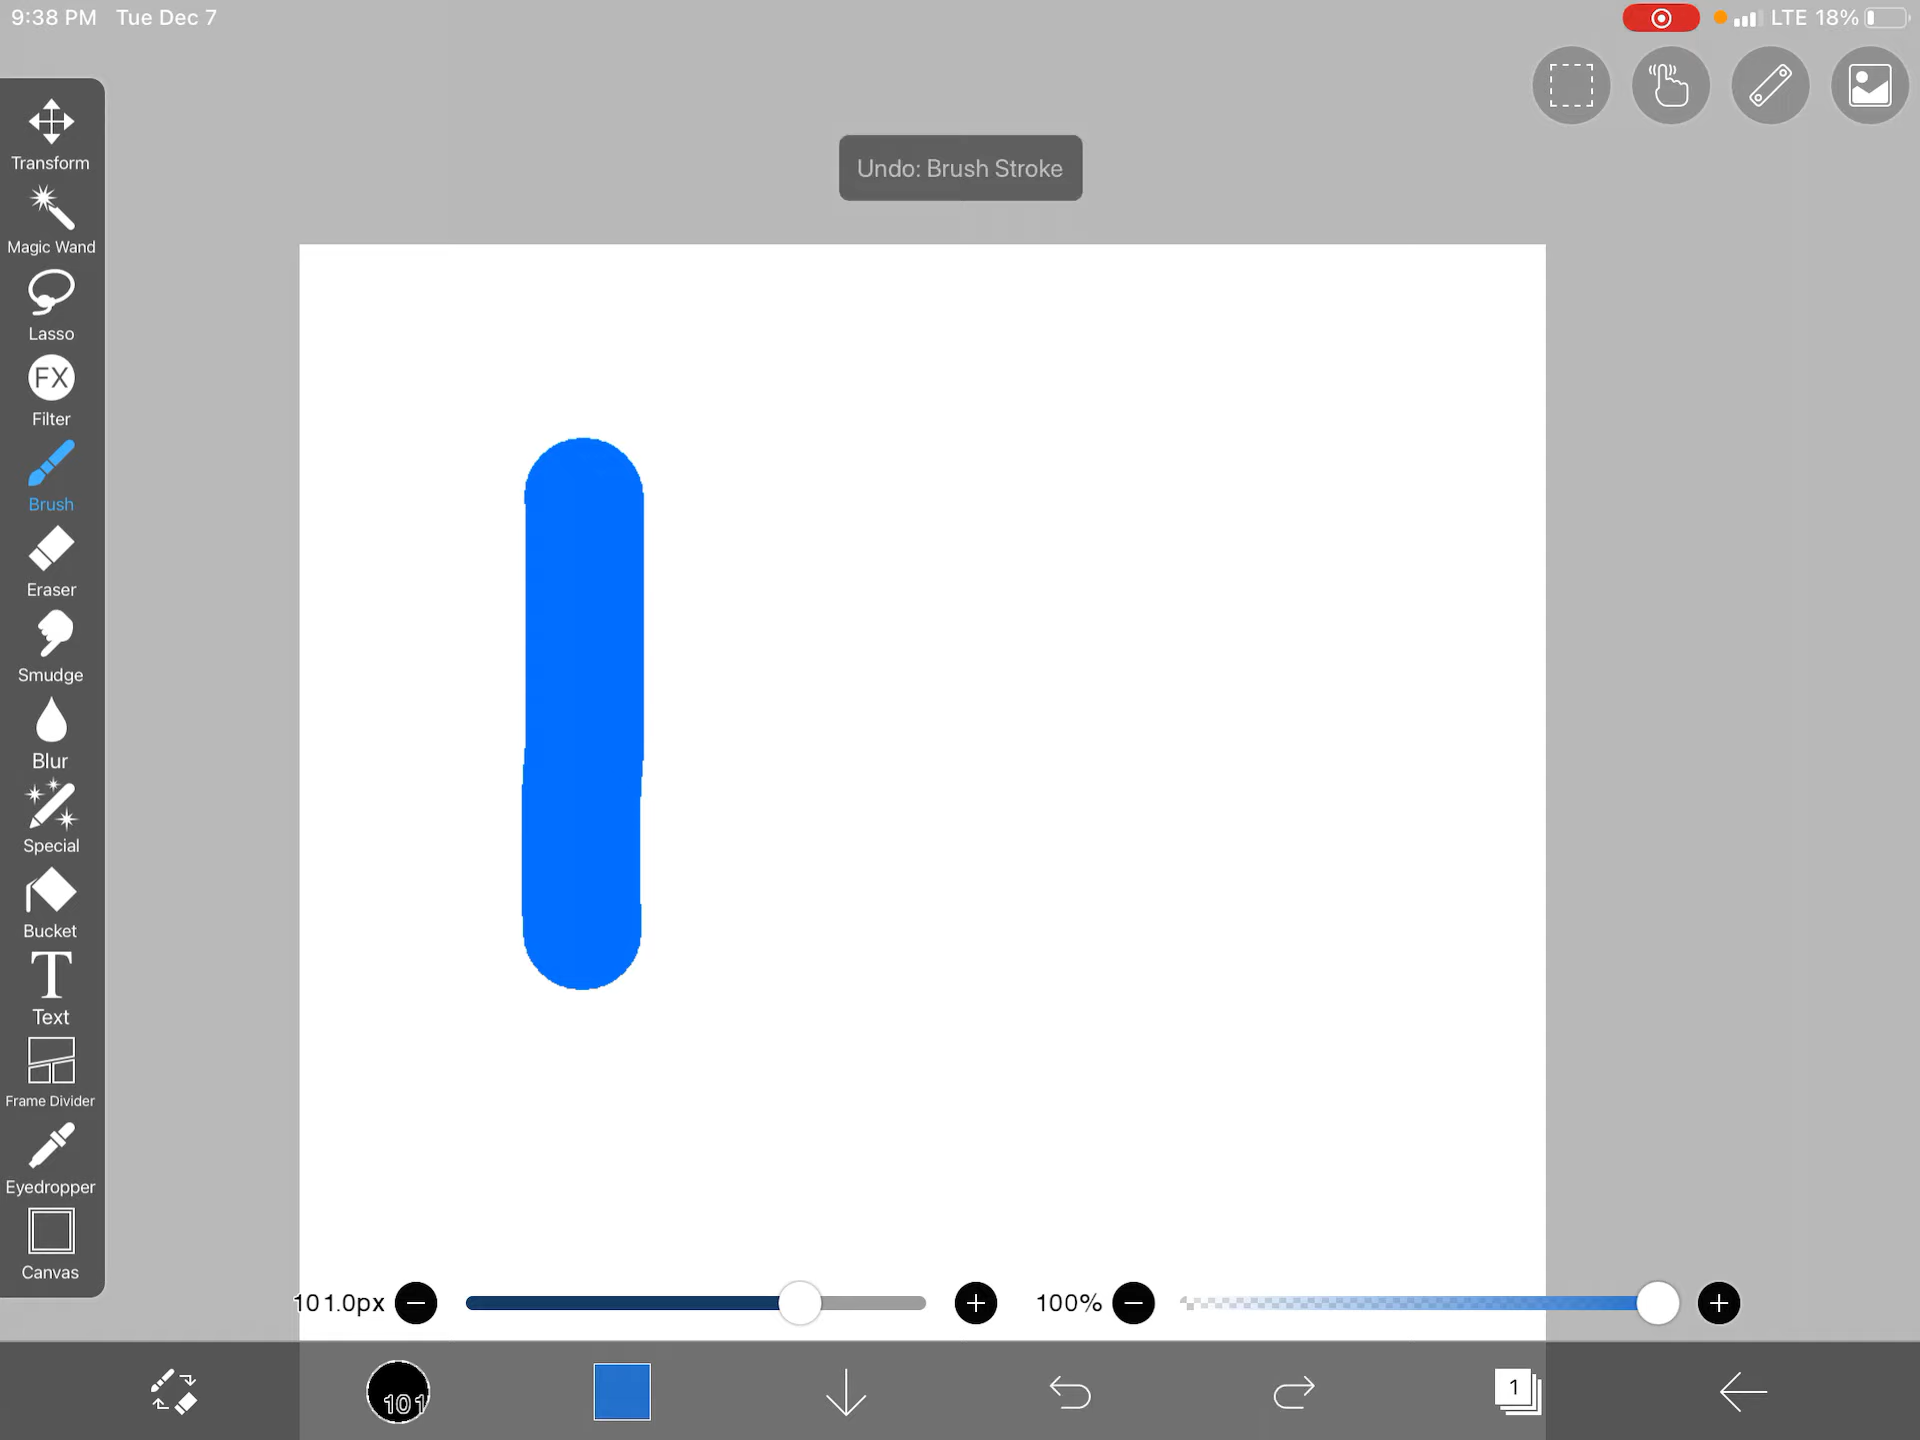 9:38 PM Tue Dec 7
LTE 18%
Transform
Undo: Brush Stroke
Magic Wand
Lasso
FX
Filter
Brush
Eraser
Smudge
Blur
Special
Bucket
T
Text
Frame Divider
Eyedropper
Canvas
101.0px
100%
101
1